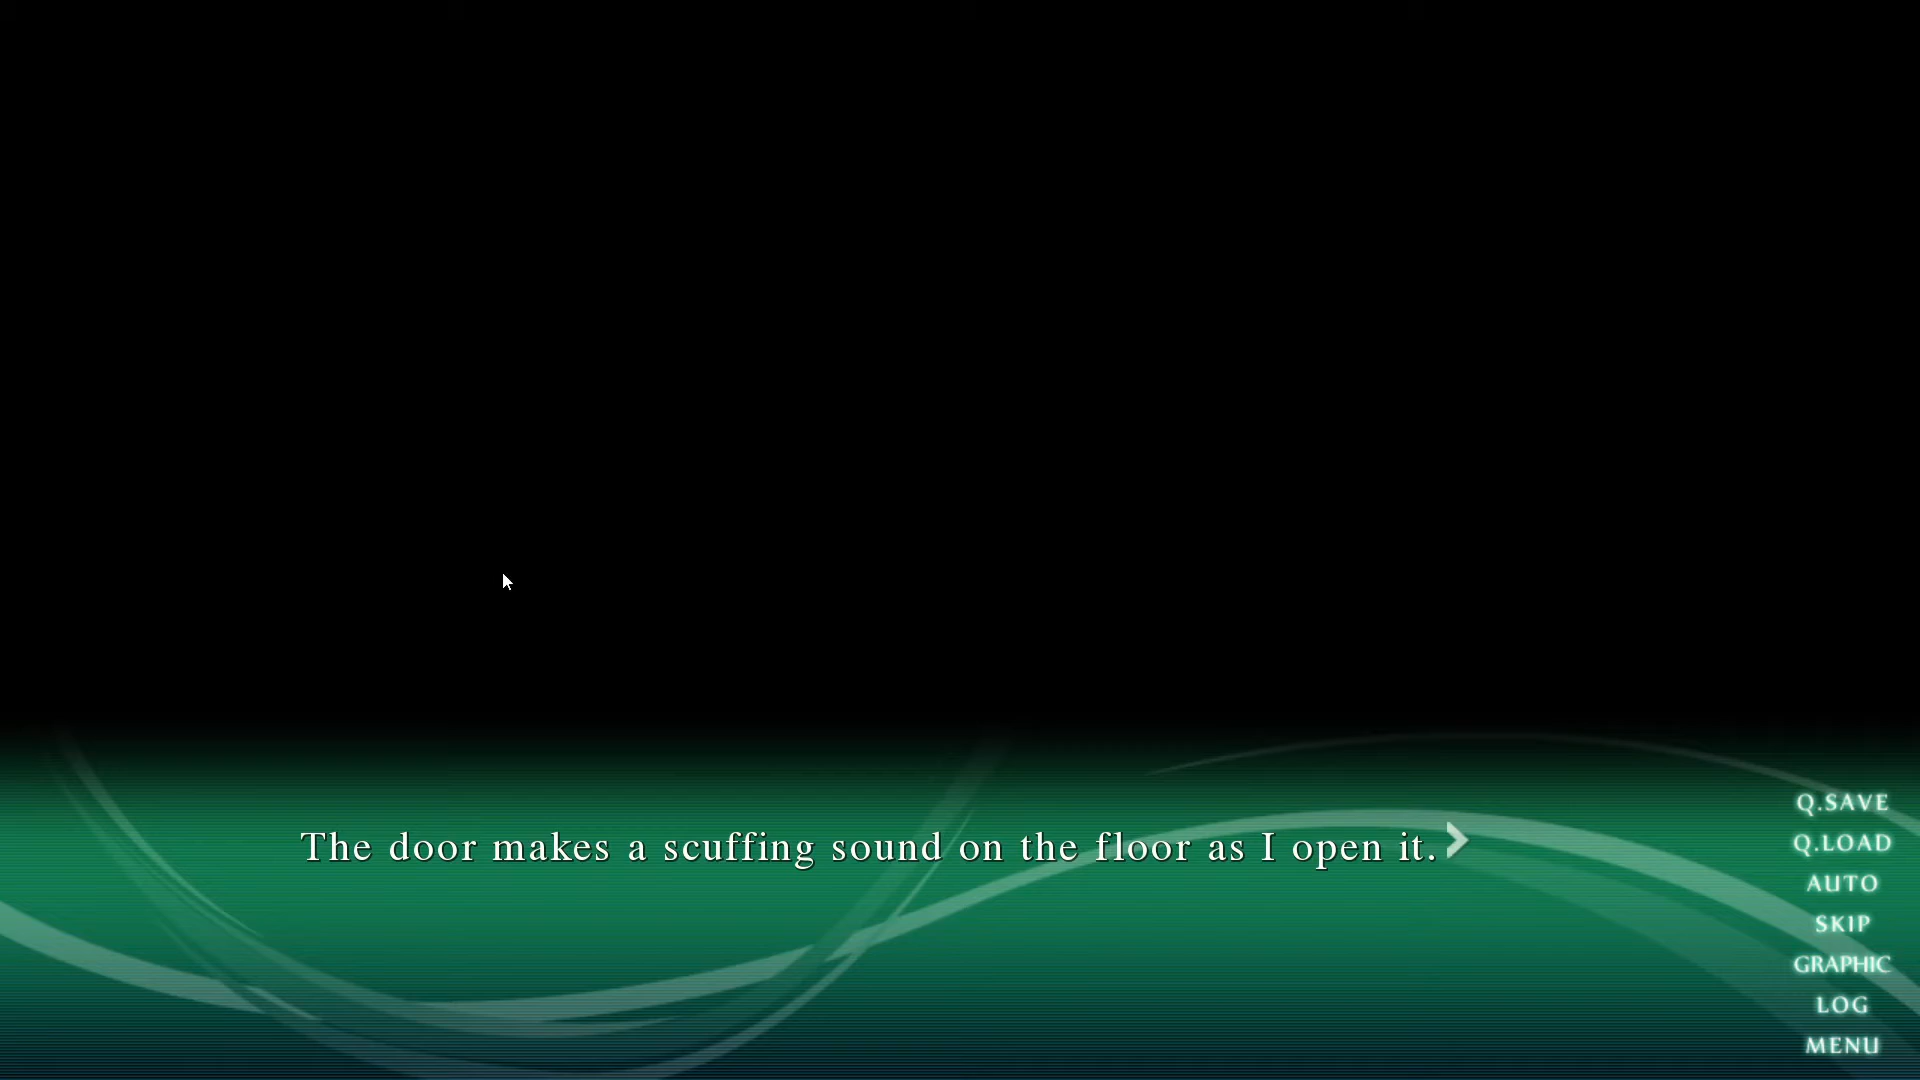 The door makes a scuffing sound on the floor as I open it.
Q.SAVE
Q.LOAD
AUTO
SKIP
GRAPHIC
LOG
MENU